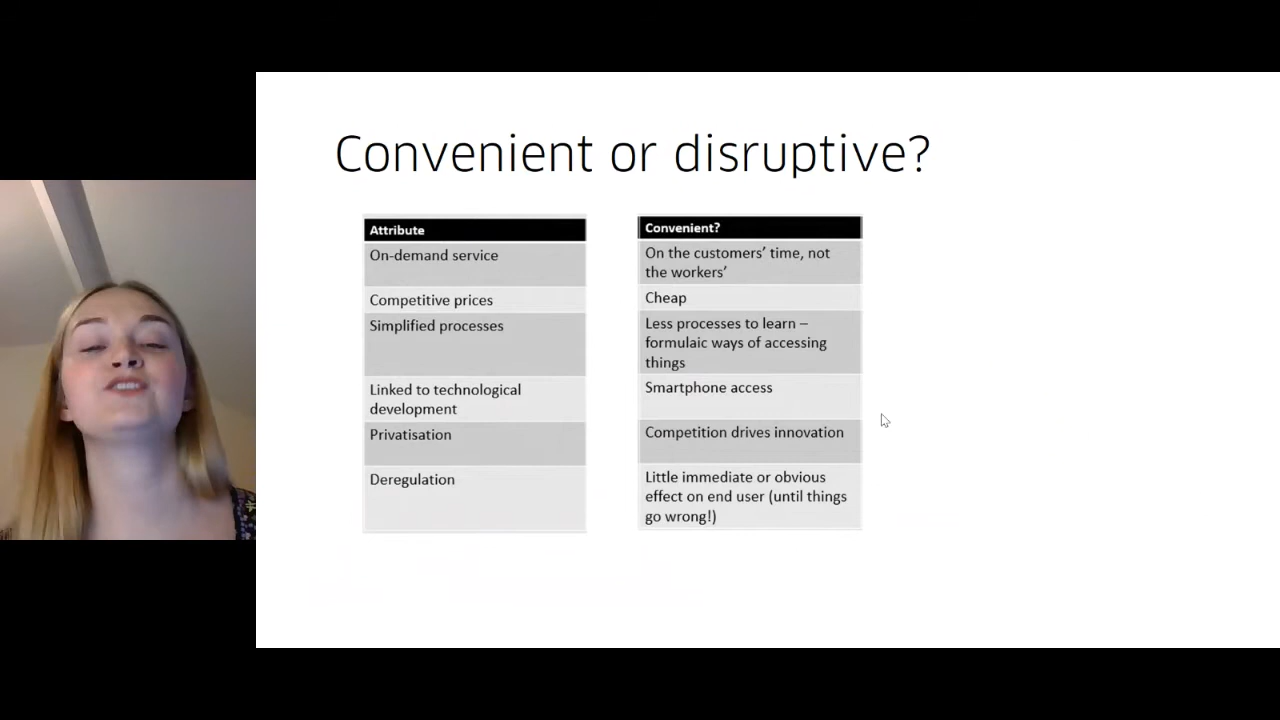 Convenient or disruptive?
Attribute
On-demand service
Competitive prices
Simplified processes
Linked to technological
development
Privatisation
Deregulation
Convenient?
On the customers’ time, not
the workers’
Cheap
Less processes to learn –
formulaic ways of accessing
things
Smartphone access
Competition drives innovation
Little immediate or obvious
effect on end user (until things
go wrong!)